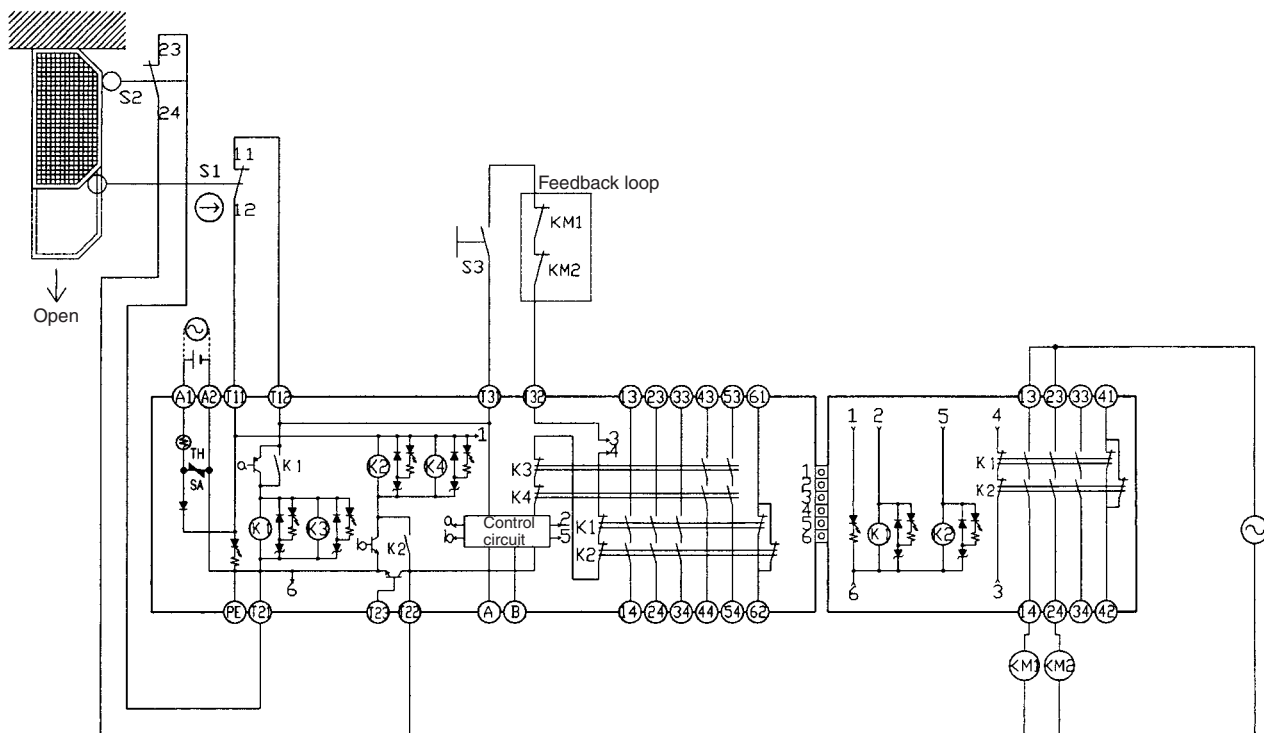 23
S2
24
11
S1
12
Open
Feedback loop
KM1
S3
KM2
A1 A2 T11 T12 T31 T32 13 23 33 43 53 61
13 23 33 41
TH
SA
a
K1
K2
K4
1
3
4
K3
K4
K1
K3
b
K2
a
b
Control
circuit
2
5
K1
K2
6
1
2
3
4
5
6
1 2 5 4
K1
K2
K1
K2
6
3
PE T21 T23 T22 A B 14 24 34 44 54 62
14 24 34 42
KM1 KM2